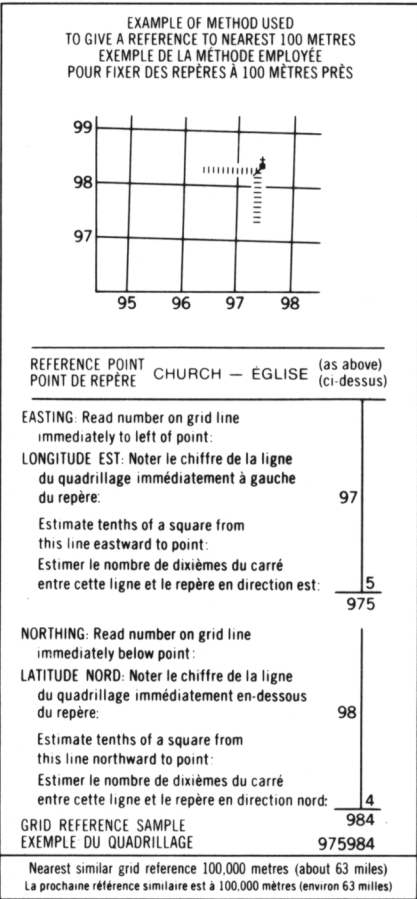 EXAMPLE OF METHOD USED
TO GIVE A REFERENCE TO NEAREST 100 METRES
EXEMPLE DE LA MÉTHODE EMPLOYÉE
POUR FIXER DES REPÈRES À 100 MÈTRES PRÈS
99
98
97
95 96 97 98
REFERENCE POINT
POINT DE REPÈRE
CHURCH — ÉGLISE
(as above)
(ci-dessus)
EASTING: Read number on grid line
immediately to left of point:
LONGITUDE EST: Noter le chiffre de la ligne
du quadrillage immédiatement à gauche
du repère: 97
Estimate tenths of a square from
this line eastward to point:
Estimer le nombre de dixièmes du carré
entre cette ligne et le repère en direction est: 5
975
NORTHING: Read number on grid line
immediately below point:
LATITUDE NORD: Noter le chiffre de la ligne
du quadrillage immédiatement en-dessous
du repère: 98
Estimate tenths of a square from
this line northward to point:
Estimer le nombre de dixièmes du carré
entre cette ligne et le repère en direction nord: 4
984
GRID REFERENCE SAMPLE
EXEMPLE DU QUADRILLAGE 975984
Nearest similar grid reference 100,000 metres (about 63 miles)
La prochaine référence similaire est à 100,000 mètres (environ 63 milles)